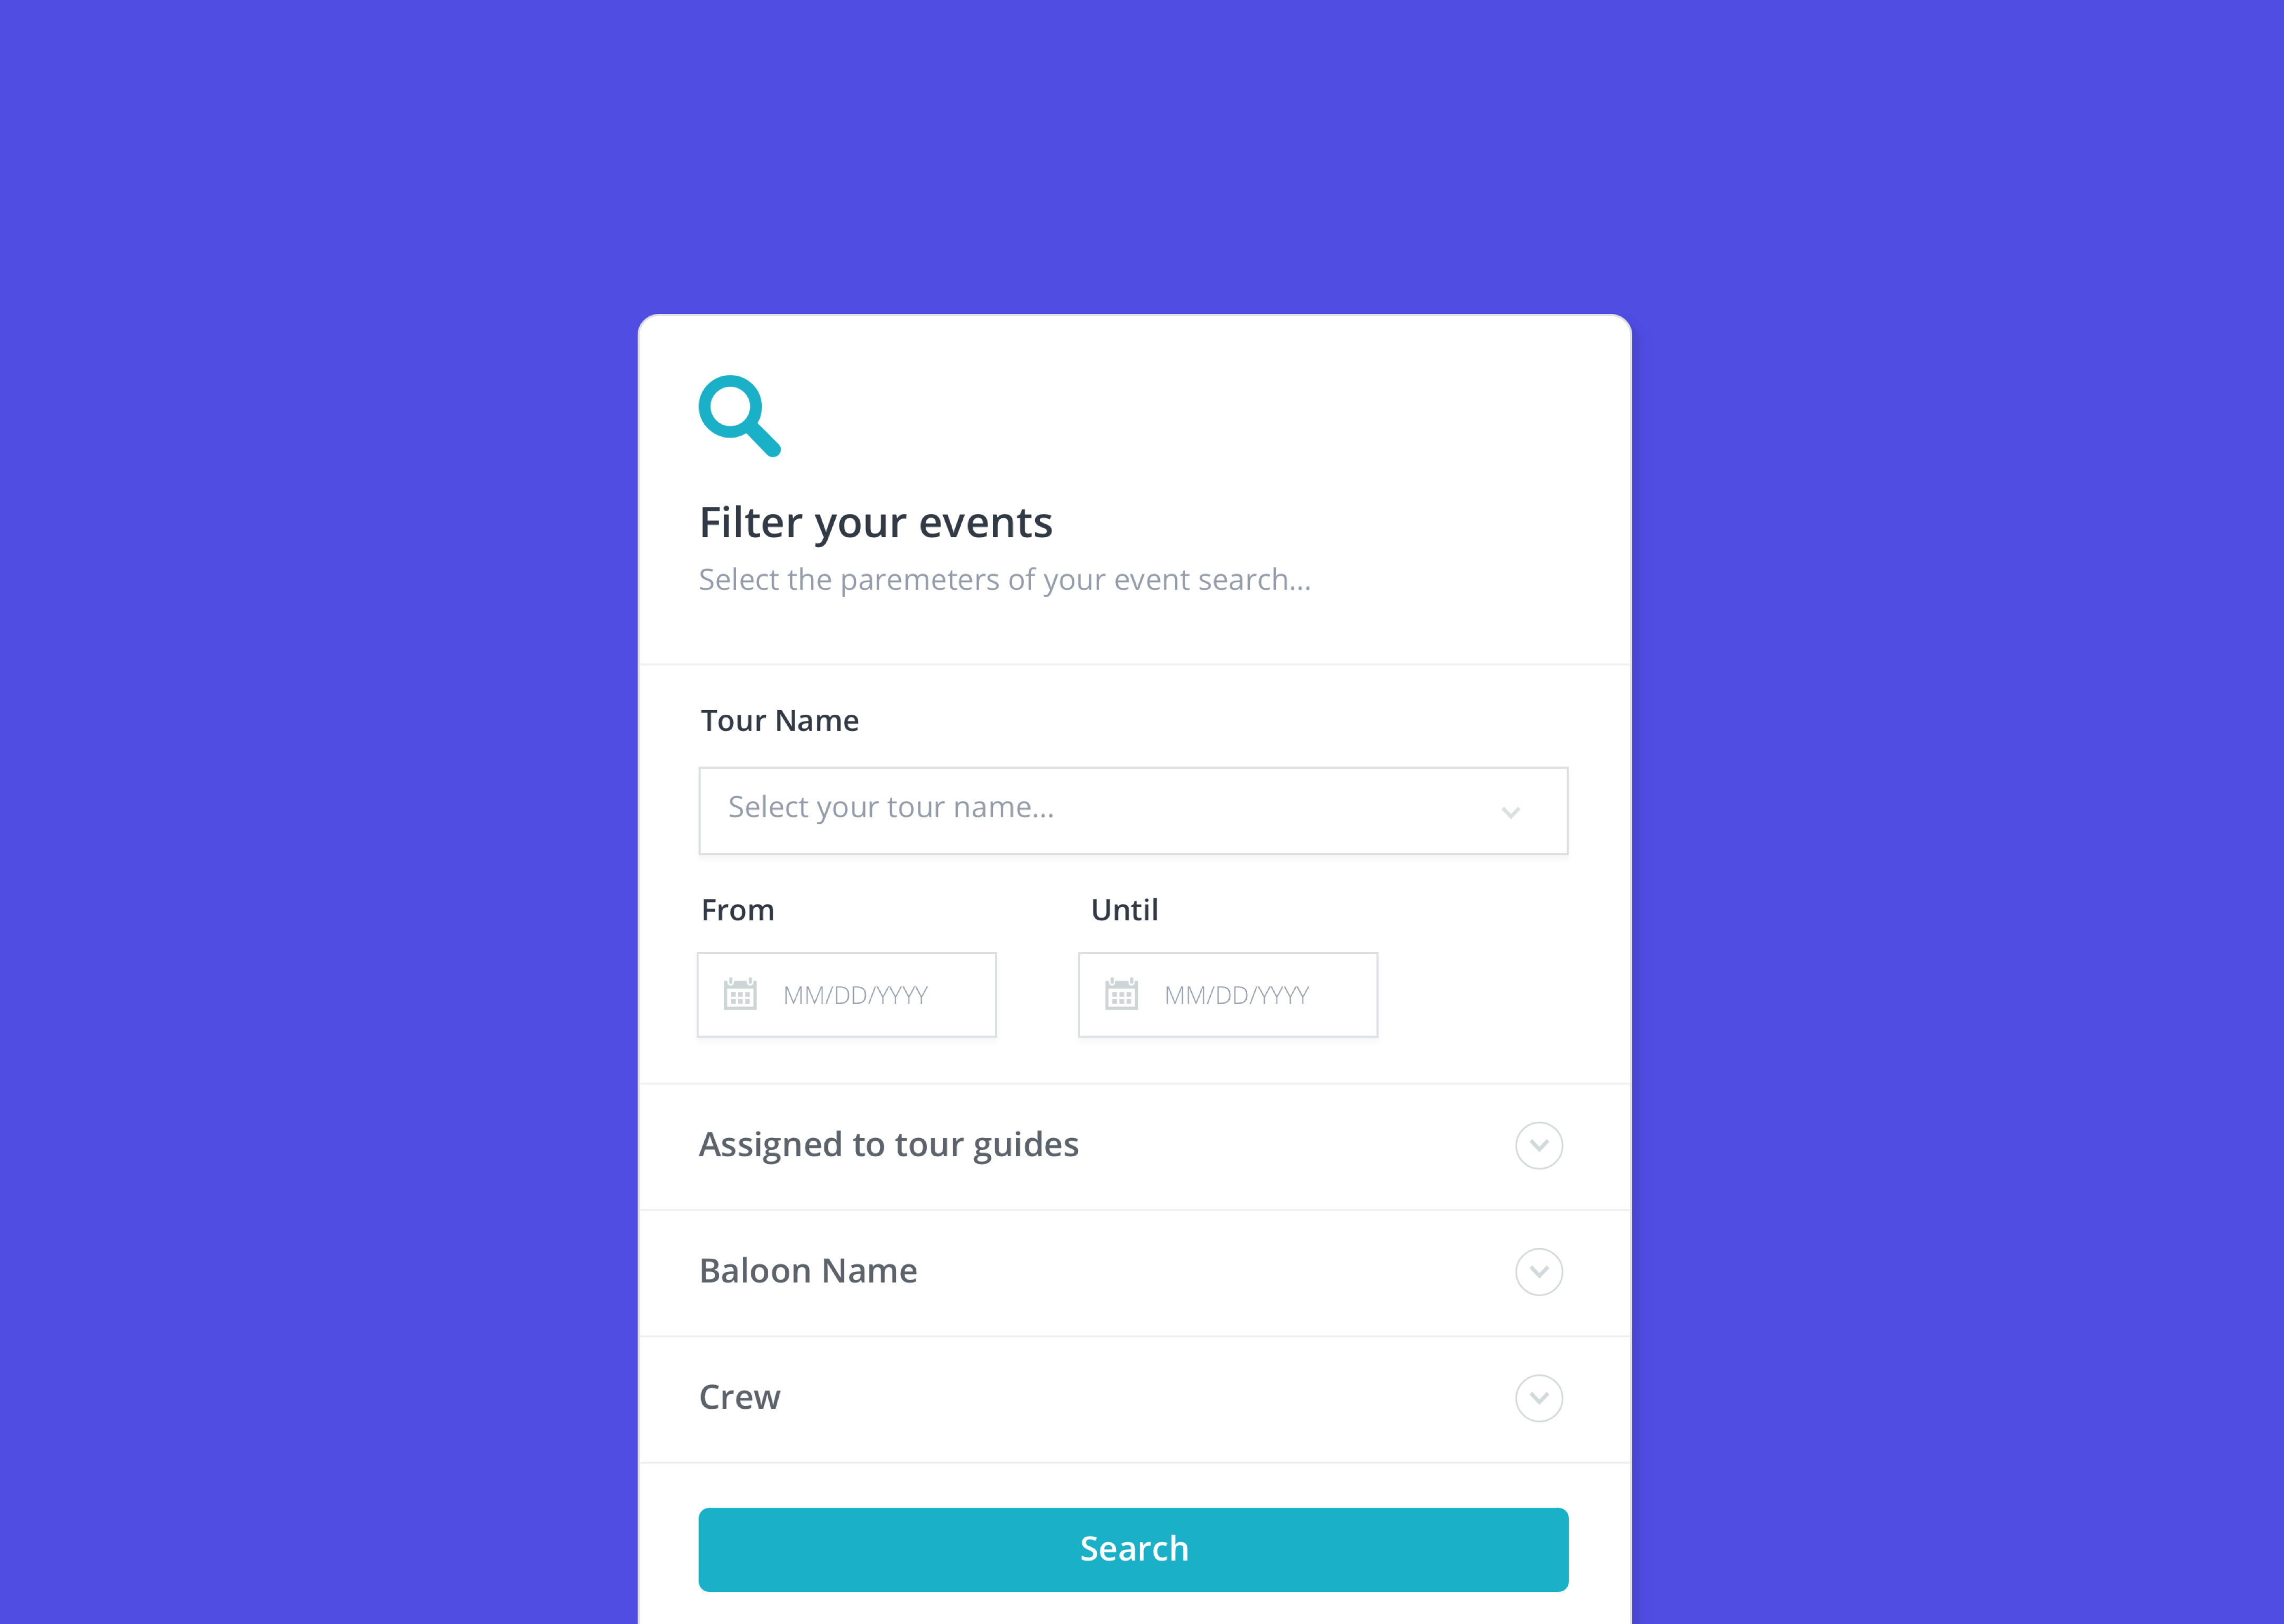 Filter your events
Select the paremeters of your event search...
Tour Name
Select your tour name...
From Until
MM/DD/YYYY MM/DD/YYYY
Assigned to tour guides
Baloon Name
Crew
Search